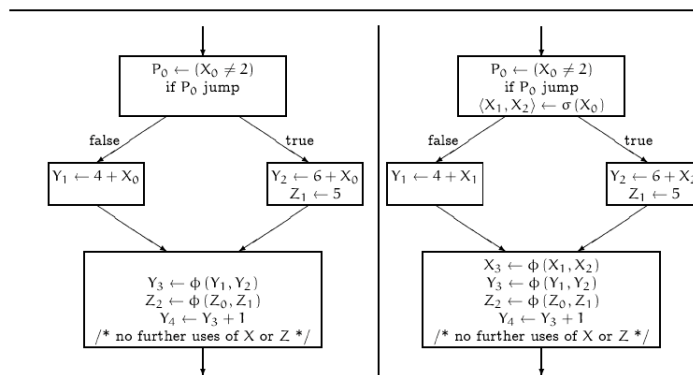 P₀ ← (X₀ ≠ 2)
if P₀ jump
false
true
Y₁ ← 4 + X₀
Y₂ ← 6 + X₀
Z₁ ← 5
Y₃ ← ϕ (Y₁, Y₂)
Z₂ ← ϕ (Z₀, Z₁)
Y₄ ← Y₃ + 1
/* no further uses of X or Z */
P₀ ← (X₀ ≠ 2)
if P₀ jump
⟨X₁, X₂⟩ ← σ (X₀)
false
true
Y₁ ← 4 + X₁
Y₂ ← 6 + X₂
Z₁ ← 5
X₃ ← ϕ (X₁, X₂)
Y₃ ← ϕ (Y₁, Y₂)
Z₂ ← ϕ (Z₀, Z₁)
Y₄ ← Y₃ + 1
/* no further uses of X or Z */